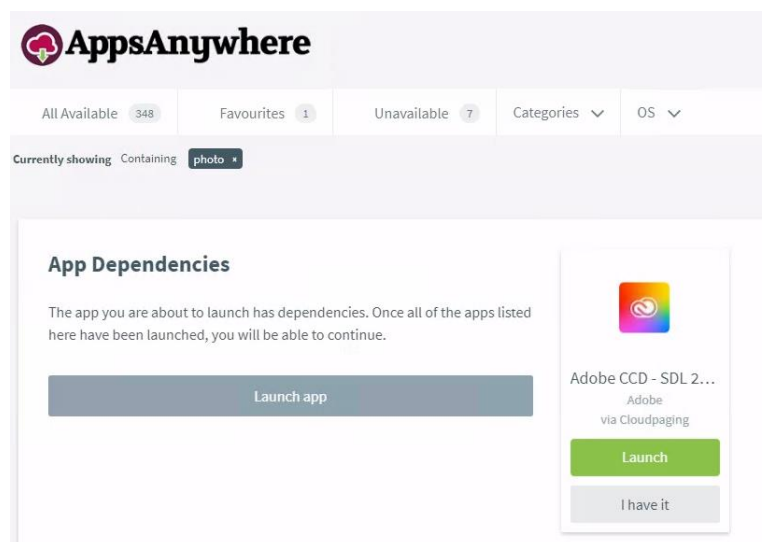 AppsAnywhere
All Available 348 Favourites 1 Unavailable 7 Categories OS
Currently showing Containing photo ×
App Dependencies
The app you are about to launch has dependencies. Once all of the apps listed
here have been launched, you will be able to continue.
Launch app
Adobe CCD - SDL 2...
Adobe
via Cloudpaging
Launch
I have it